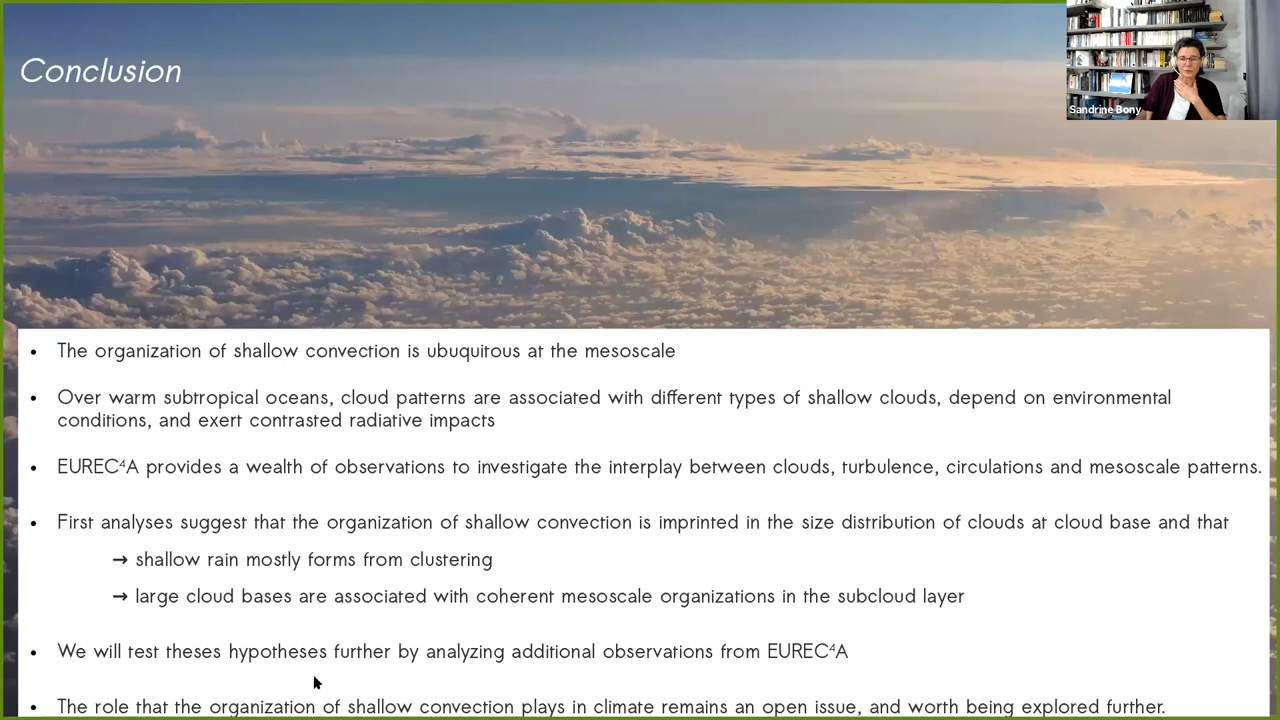 Conclusion
Sandrine Bony
• The organization of shallow convection is ubuquitous at the mesoscale
• Over warm subtropical oceans, cloud patterns are associated with different types of shallow clouds, depend on environmental
conditions, and exert contrasted radiative impacts
• EUREC⁴A provides a wealth of observations to investigate the interplay between clouds, turbulence, circulations and mesoscale patterns.
• First analyses suggest that the organization of shallow convection is imprinted in the size distribution of clouds at cloud base and that
→ shallow rain mostly forms from clustering
→ large cloud bases are associated with coherent mesoscale organizations in the subcloud layer
• We will test theses hypotheses further by analyzing additional observations from EUREC⁴A
• The role that the organization of shallow convection plays in climate remains an open issue, and worth being explored further.